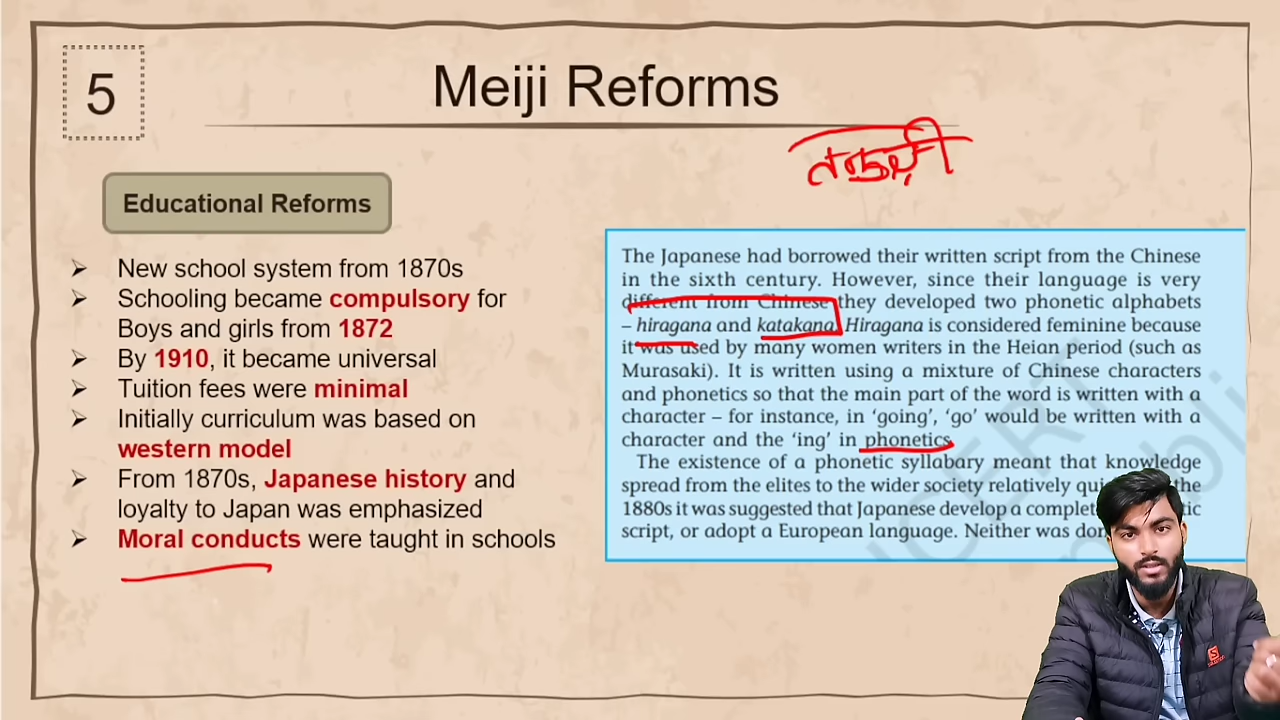 5
Meiji Reforms
Educational Reforms
➤ New school system from 1870s
➤ Schooling became compulsory for
Boys and girls from 1872
➤ By 1910, it became universal
➤ Tuition fees were minimal
➤ Initially curriculum was based on
western model
➤ From 1870s, Japanese history and
loyalty to Japan was emphasized
➤ Moral conducts were taught in schools
The Japanese had borrowed their written script from the Chinese
in the sixth century. However, since their language is very
different from Chinese they developed two phonetic alphabets
– hiragana and katakana. Hiragana is considered feminine because
it was used by many women writers in the Heian period (such as
Murasaki). It is written using a mixture of Chinese characters
and phonetics so that the main part of the word is written with a
character – for instance, in ‘going’, ‘go’ would be written with a
character and the ‘ing’ in phonetics.
The existence of a phonetic syllabary meant that knowledge
spread from the elites to the wider society relatively the
1880s it was suggested that Japanese develop a
script, or adopt a European language. Neither was